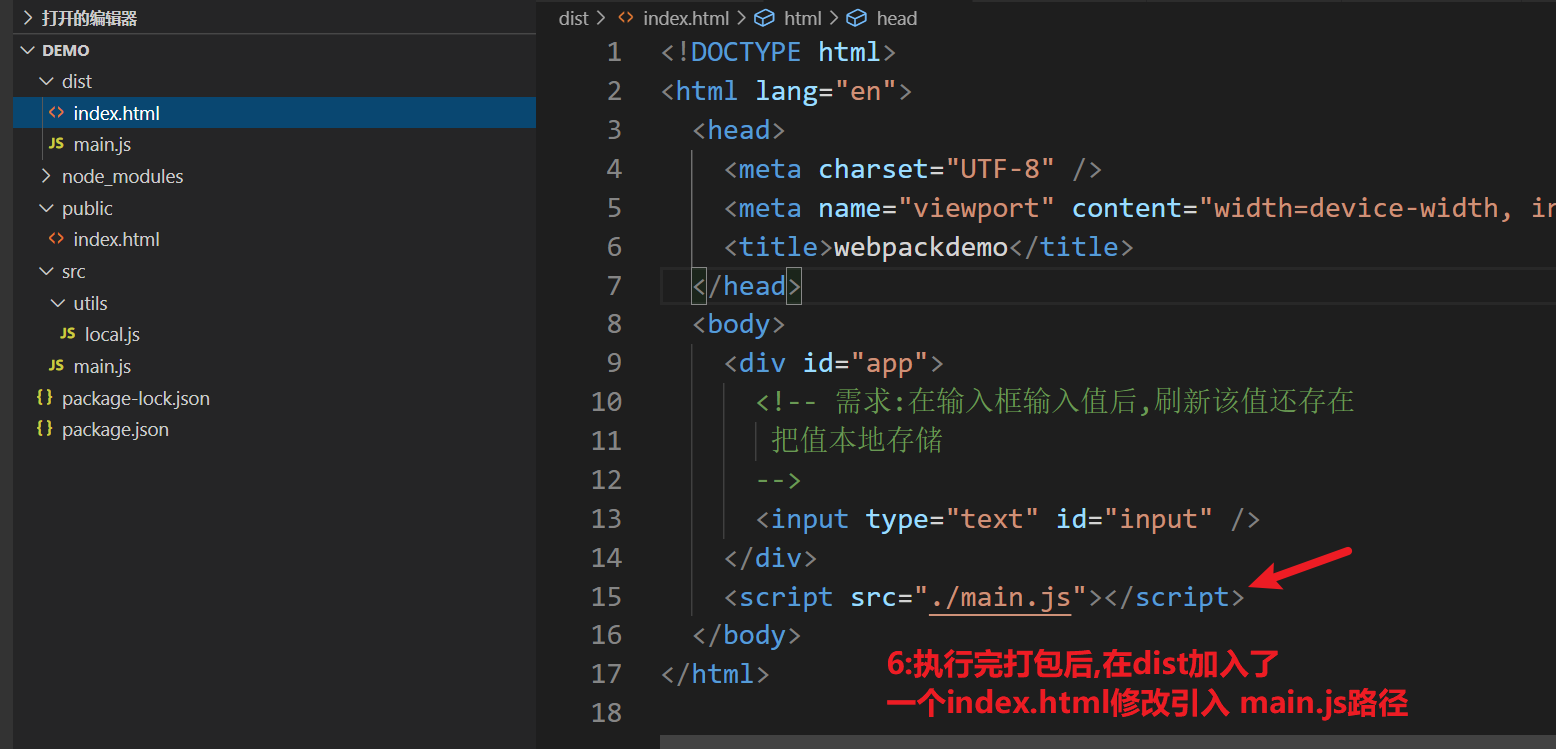 打开的编辑器
DEMO
dist
index.html
JS main.js
node_modules
public
index.html
src
utils
JS local.js
JS main.js
{} package-lock.json
{} package.json
dist > index.html > html > head
1 <!DOCTYPE html>
2 <html lang="en">
3 <head>
4 <meta charset="UTF-8" />
5 <meta name="viewport" content="width=device-width, in
6 <title>webpackdemo</title>
7 </head>
8 <body>
9 <div id="app">
10 <!-- 需求:在输入框输入值后,刷新该值还存在
11 把值本地存储
12 -->
13 <input type="text" id="input" />
14 </div>
15 <script src="./main.js"></script>
16 </body>
17 </html>
18
6:执行完打包后,在dist加入了
一个index.html修改引入 main.js路径